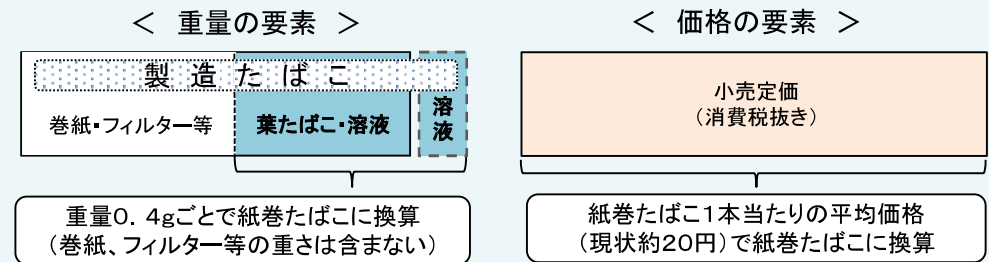 ＜ 重量の要素 ＞
製造たばこ
巻紙・フィルター等
葉たばこ・溶液
溶液
重量０．４ｇごとで紙巻たばこに換算
（巻紙、フィルター等の重さは含まない）
＜ 価格の要素 ＞
小売定価
（消費税抜き）
紙巻たばこ１本当たりの平均価格
（現状約２０円）で紙巻たばこに換算